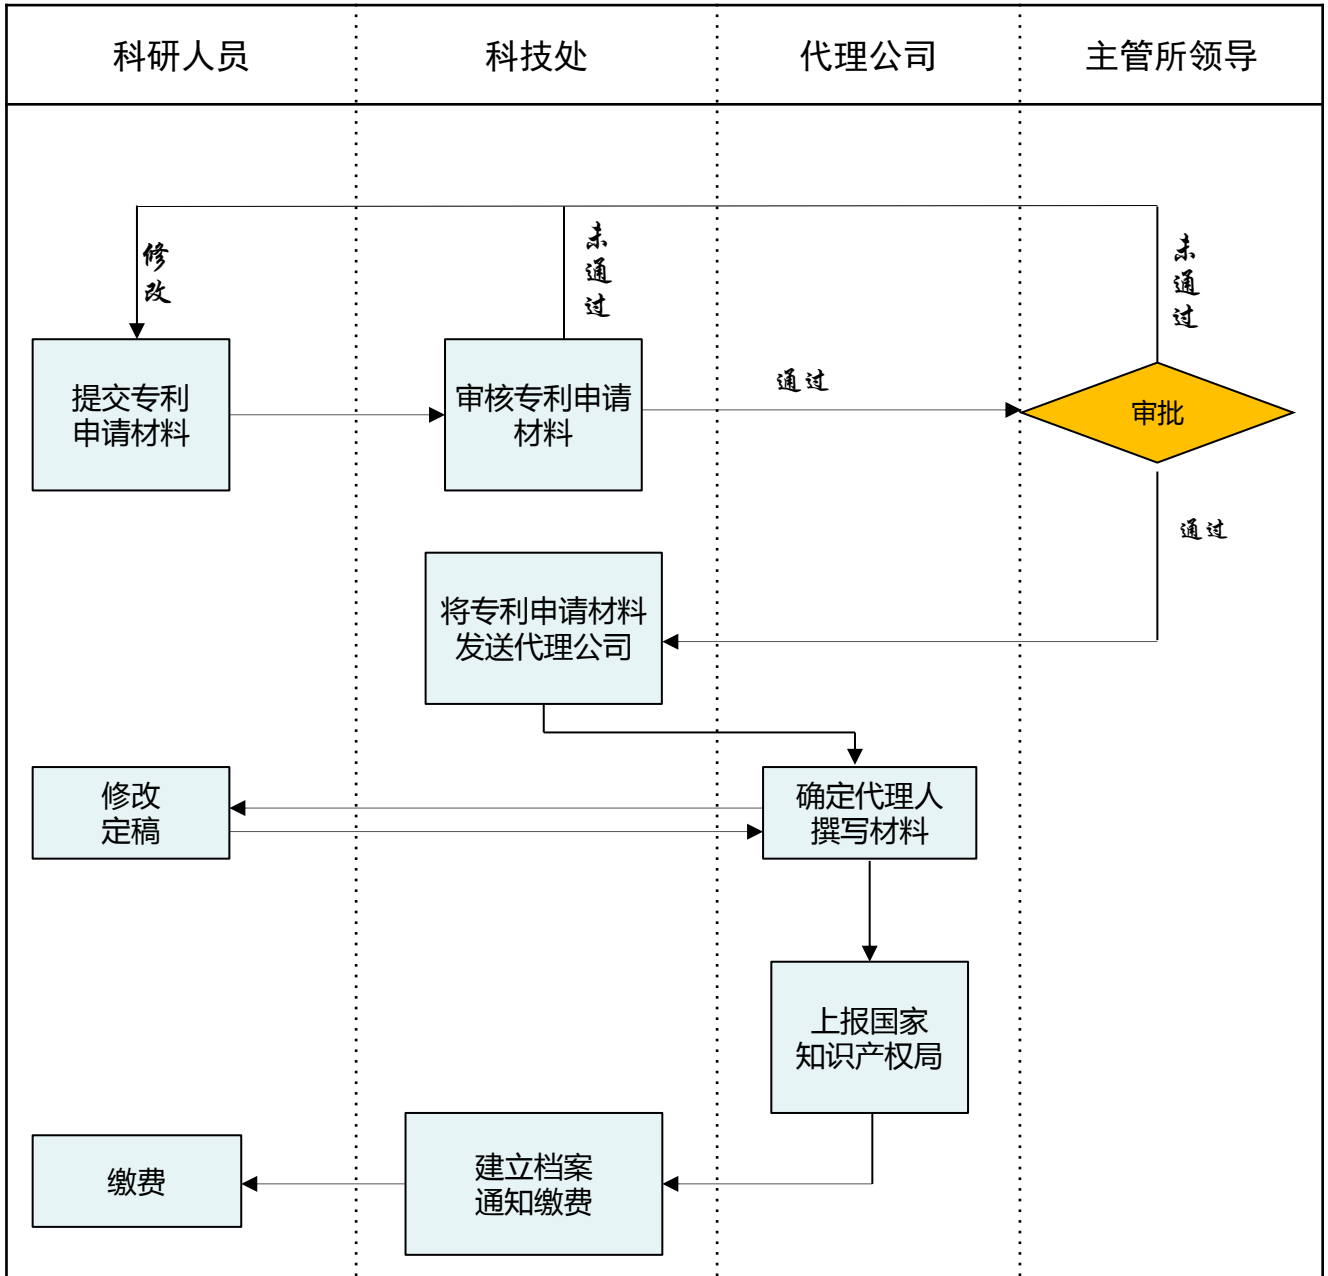 科研人员
科技处
代理公司
主管所领导
修
改
未
通
过
未
通
过
提交专利
申请材料
审核专利申请
材料
通过
审批
通过
将专利申请材料
发送代理公司
修改
定稿
确定代理人
撰写材料
上报国家
知识产权局
缴费
建立档案
通知缴费